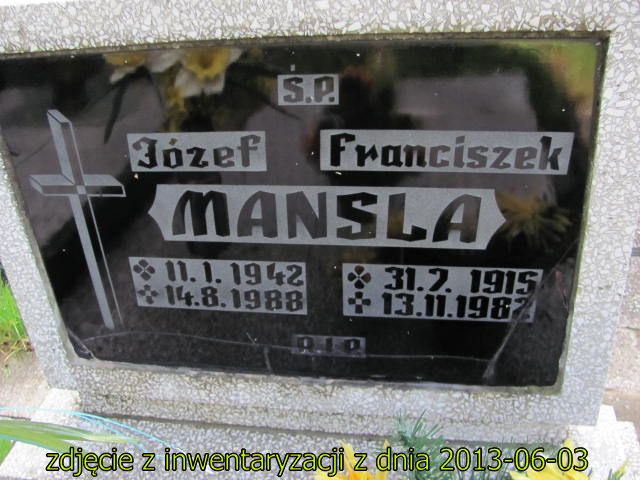 Ś.P.
Józef Franciszek
MANSLA
11.1.1942 31.7.1915
14.8.1988 13.11.1982
R.I.P.
zdjęcie z inwentaryzacji z dnia 2013-06-03